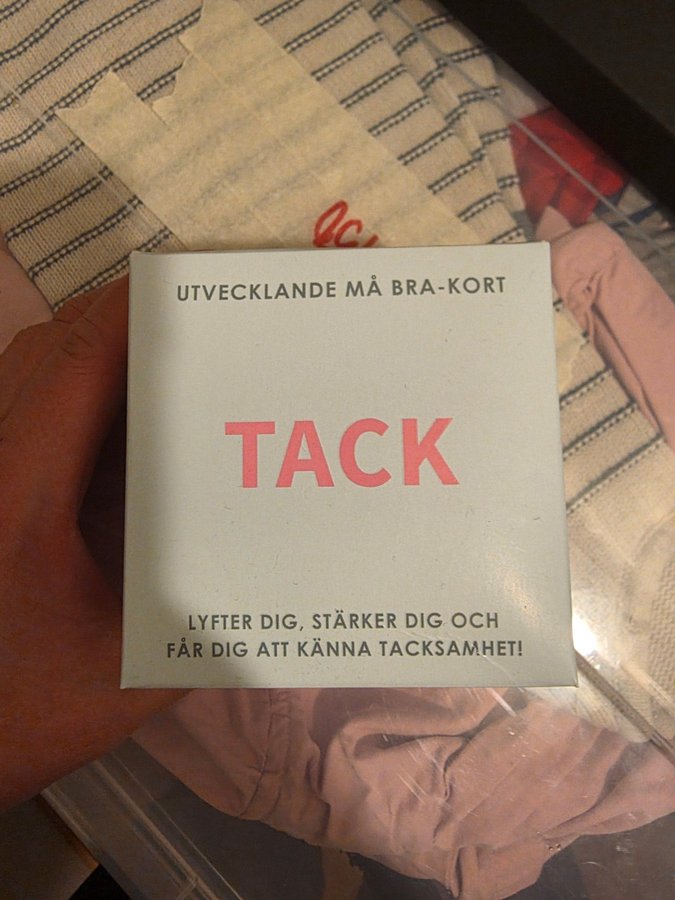 UTVECKLANDE MÅ BRA-KORT
TACK
LYFTER DIG, STÄRKER DIG OCH
FÅR DIG ATT KÄNNA TACKSAMHET!